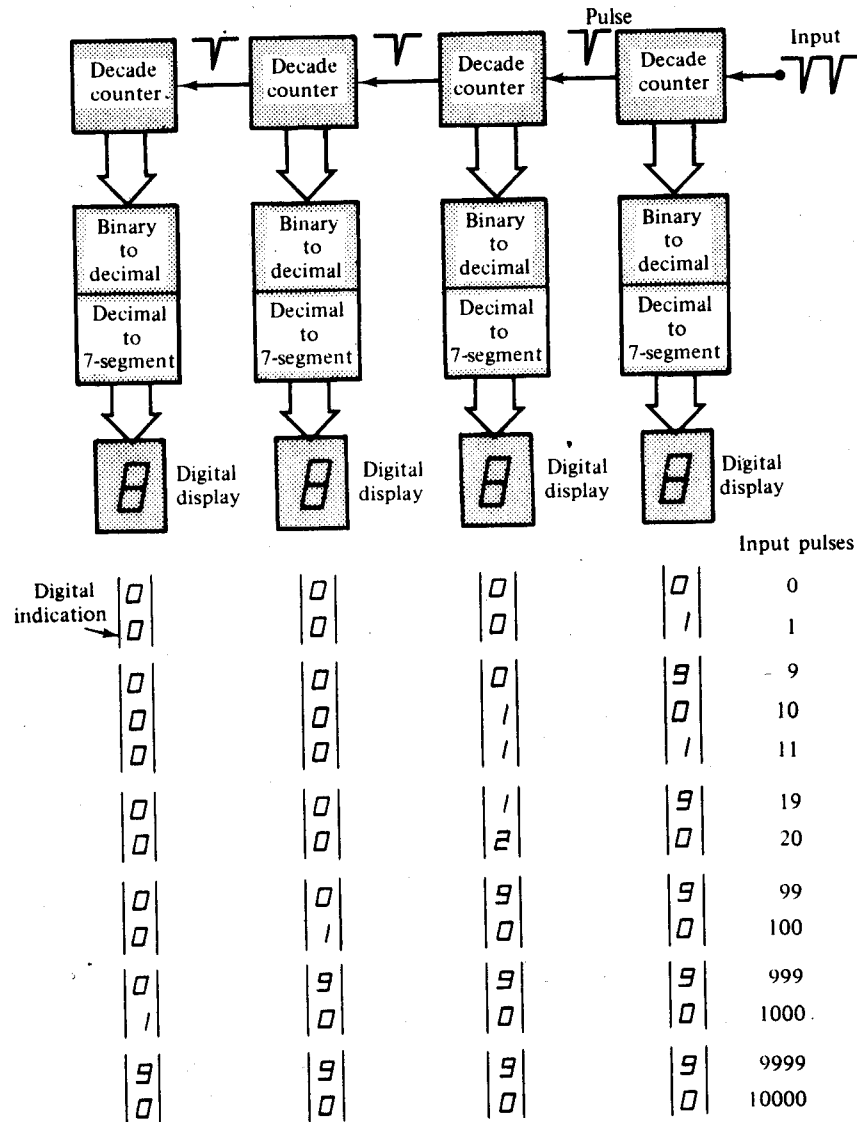 Pulse
Input
Decade counter
Decade counter
Decade counter
Decade counter
Binary to decimal
Binary to decimal
Binary to decimal
Binary to decimal
Decimal to 7-segment
Decimal to 7-segment
Decimal to 7-segment
Decimal to 7-segment
8 Digital display
8 Digital display
8 Digital display
8 Digital display
Input pulses
Digital indication
0 0 0 0 0
0 0 0 1 1
0 0 0 9 9
0 0 1 0 10
0 0 1 1 11
0 0 1 9 19
0 0 2 0 20
0 0 9 9 99
0 1 0 0 100
0 9 9 9 999
1 0 0 0 1000
9 9 9 9 9999
0 0 0 0 10000